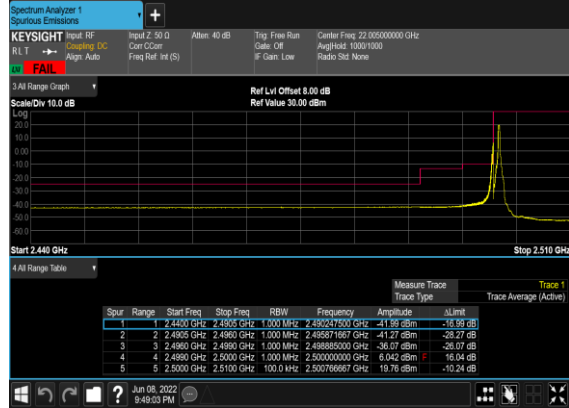 Spectrum Analyzer 1
Spurious Emissions
+
KEYSIGHT Input: RF Input Z: 50 Ω Atten: 40 dB Trig: Free Run Center Freq: 22.005000000 GHz
RLT Coupling: DC Corr CCorr Gate: Off Avg|Hold: 1000/1000
Align: Auto Freq Ref: Int (S) IF Gain: Low Radio Std: None
LV FAIL
3 All Range Graph
Ref Lvl Offset 8.00 dB
Scale/Div 10.0 dB Ref Value 30.00 dBm
Log
20.0
10.0
0.00
-10.0
-20.0
-30.0
-40.0
-50.0
-60.0
Start 2.440 GHz Stop 2.510 GHz
4 All Range Table
Measure Trace Trace 1
Trace Type Trace Average (Active)
Spur Range Start Freq Stop Freq RBW Frequency Amplitude ΔLimit
1 1 2.4400 GHz 2.4905 GHz 1.000 MHz 2.490247500 GHz -41.99 dBm -16.99 dB
2 2 2.4905 GHz 2.4960 GHz 1.000 MHz 2.495871667 GHz -41.27 dBm -28.27 dB
3 3 2.4960 GHz 2.4990 GHz 1.000 MHz 2.498885000 GHz -36.07 dBm -26.07 dB
4 4 2.4990 GHz 2.5000 GHz 1.000 MHz 2.500000000 GHz 6.042 dBm F 16.04 dB
5 5 2.5000 GHz 2.5100 GHz 100.0 kHz 2.500766667 GHz 19.76 dBm -10.24 dB
? Jun 08, 2022
9:49:03 PM